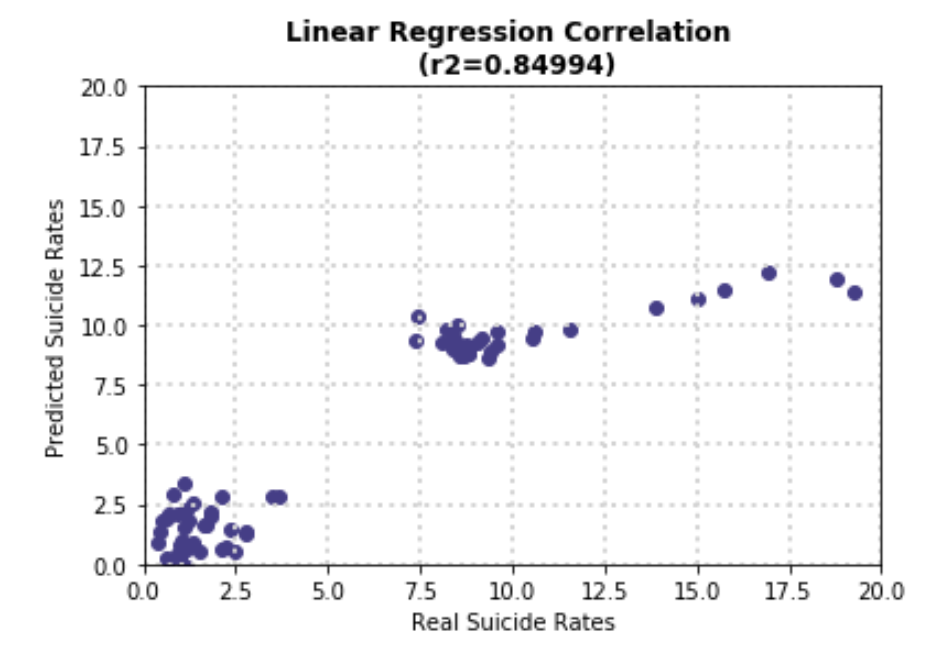 Linear Regression Correlation
(r2=0.84994)
20.0
17.5
15.0
12.5
10.0
7.5
5.0
2.5
0.0
Predicted Suicide Rates
0.0 2.5 5.0 7.5 10.0 12.5 15.0 17.5 20.0
Real Suicide Rates